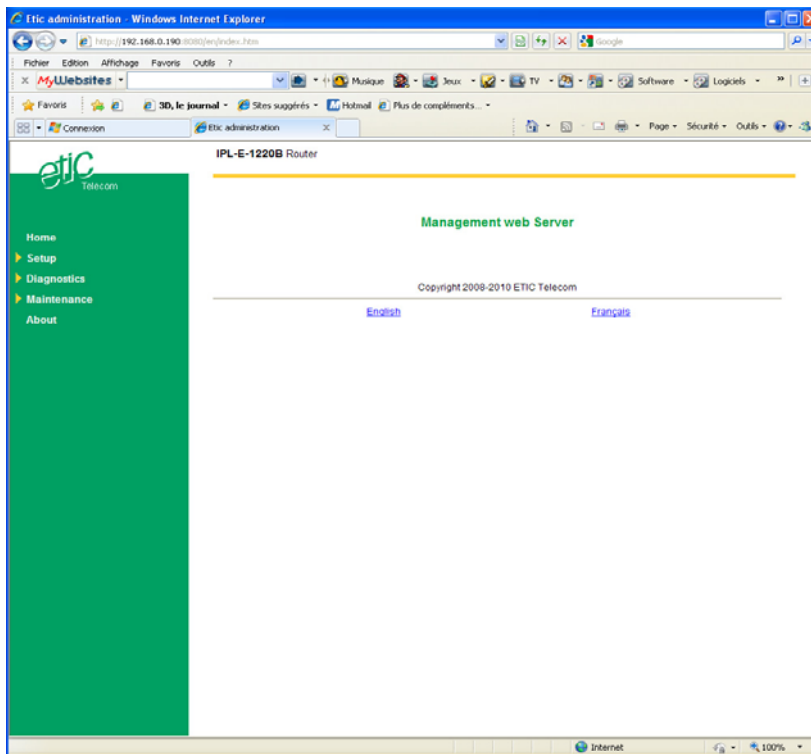 Etic administration - Windows Internet Explorer
http://192.168.0.190:8080/en/index.htm
Google
Fichier Edition Affichage Favoris Outils ?
MyWebsites Musique Jeux TV Software Logiciels
Favoris 3D, le journal Sites suggérés Hotmail Plus de compléments...
Connexion Etic administration Page Sécurité Outils
etic Telecom
IPL-E-1220B Router
Management web Server
Home
Setup
Diagnostics
Maintenance
About
Copyright 2008-2010 ETIC Telecom
English Français
Internet 100%